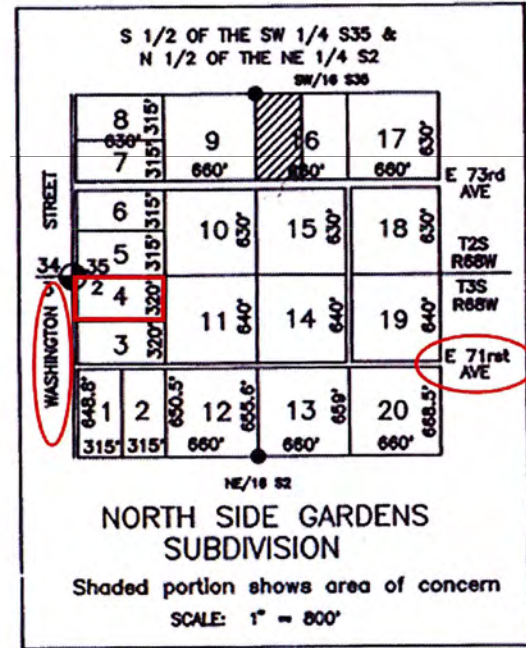 S 1/2 OF THE SW 1/4 S35 &
N 1/2 OF THE NE 1/4 S2
SW/16 S35
8 315'
630'
7 315'
9
660'
6
660'
17 630'
660'
E 73rd
AVE
STREET
6 315'
5 315'
10 630'
15 630'
18 630'
T2S
R68W
34 35
2
4 320'
3 320'
11 640'
14 640'
19 640'
T3S
R68W
E 71rst
AVE
WASHINGTON
648.8' 1 2 650.5' 12 655.6' 13 659' 20 668.5'
315' 315' 660' 660' 660'
NE/16 S2
NORTH SIDE GARDENS
SUBDIVISION
Shaded portion shows area of concern
SCALE: 1" = 800'